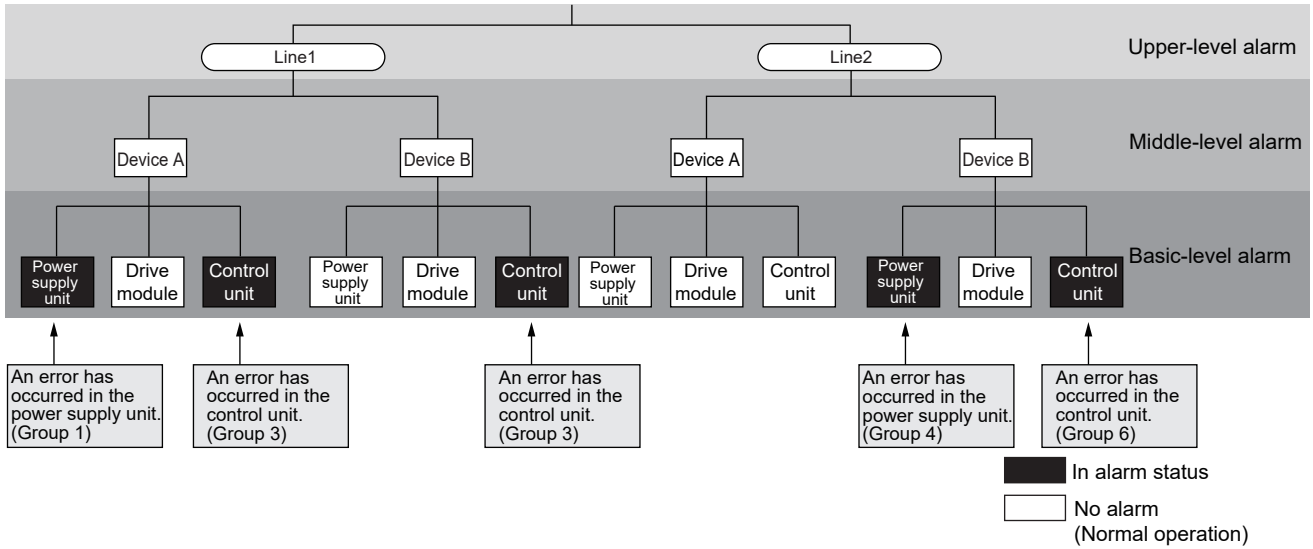 Line1
Line2
Upper-level alarm
Device A
Device B
Device A
Device B
Middle-level alarm
Power
supply
unit
Drive
module
Control
unit
Power
supply
unit
Drive
module
Control
unit
Power
supply
unit
Drive
module
Control
unit
Power
supply
unit
Drive
module
Control
unit
Basic-level alarm
An error has
occurred in the
power supply unit.
(Group 1)
An error has
occurred in the
control unit.
(Group 3)
An error has
occurred in the
control unit.
(Group 3)
An error has
occurred in the
power supply unit.
(Group 4)
An error has
occurred in the
control unit.
(Group 6)
In alarm status
No alarm
(Normal operation)